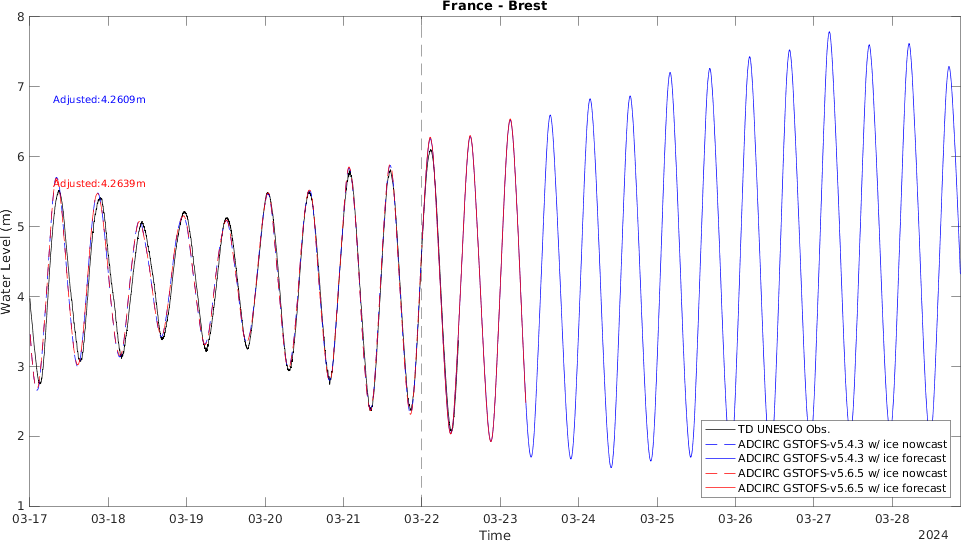 France - Brest
8
7
6
5
4
3
2
1
Water Level (m)
Adjusted:4.2609m
Adjusted:4.2639m
TD UNESCO Obs.
ADCIRC GSTOFS-v5.4.3 w/ ice nowcast
ADCIRC GSTOFS-v5.4.3 w/ ice forecast
ADCIRC GSTOFS-v5.6.5 w/ ice nowcast
ADCIRC GSTOFS-v5.6.5 w/ ice forecast
03-17 03-18 03-19 03-20 03-21 03-22 03-23 03-24 03-25 03-26 03-27 03-28
Time
2024